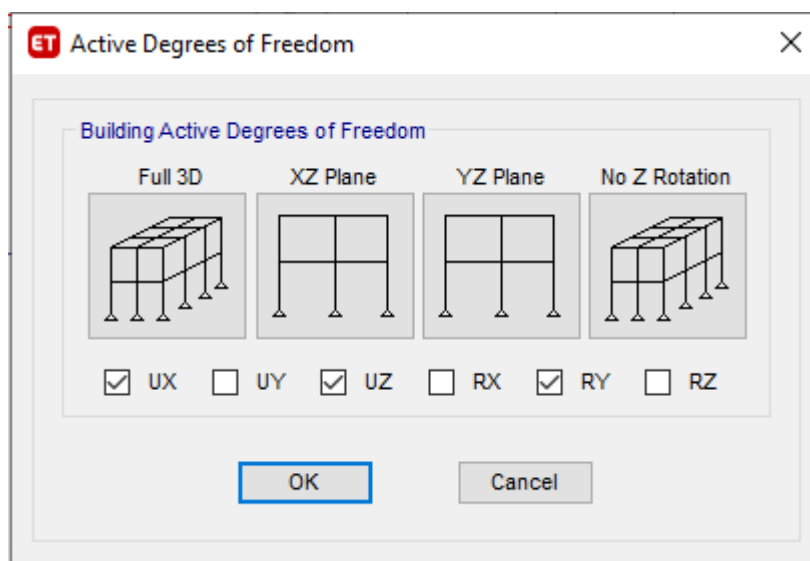 ET Active Degrees of Freedom
Building Active Degrees of Freedom
Full 3D XZ Plane YZ Plane No Z Rotation
UX UY UZ RX RY RZ
OK Cancel